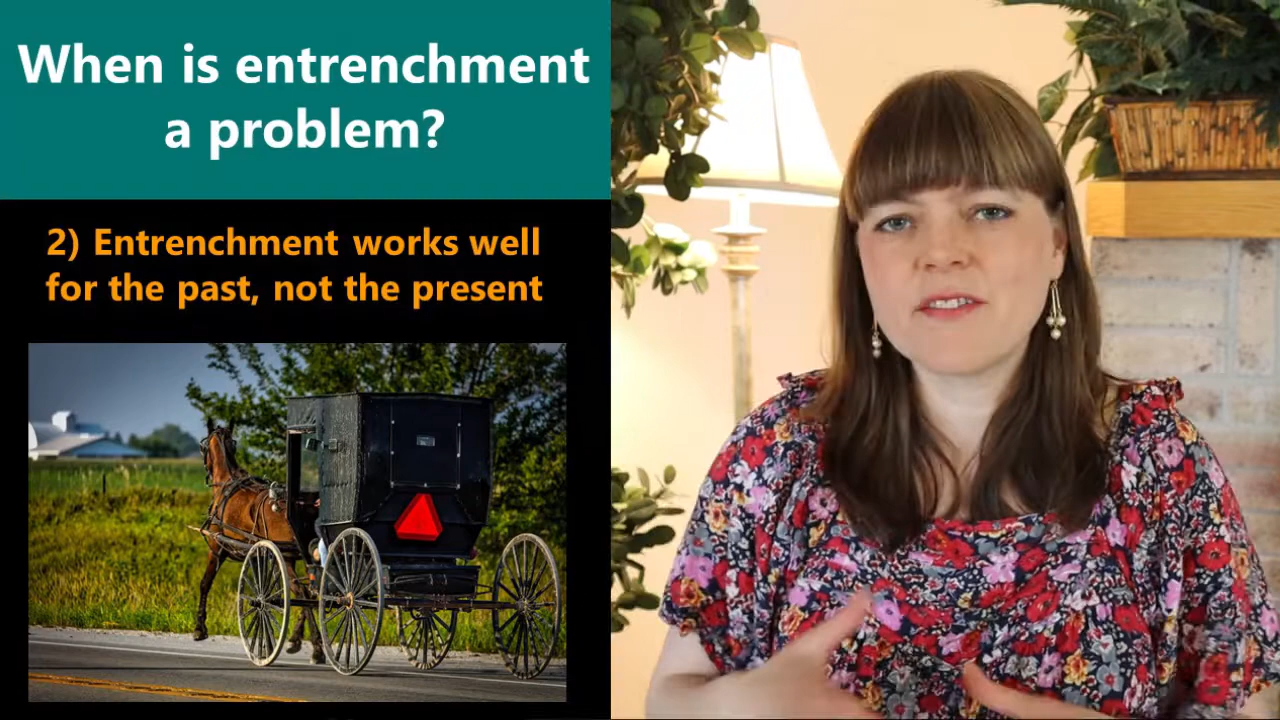 When is entrenchment
a problem?
2) Entrenchment works well
for the past, not the present